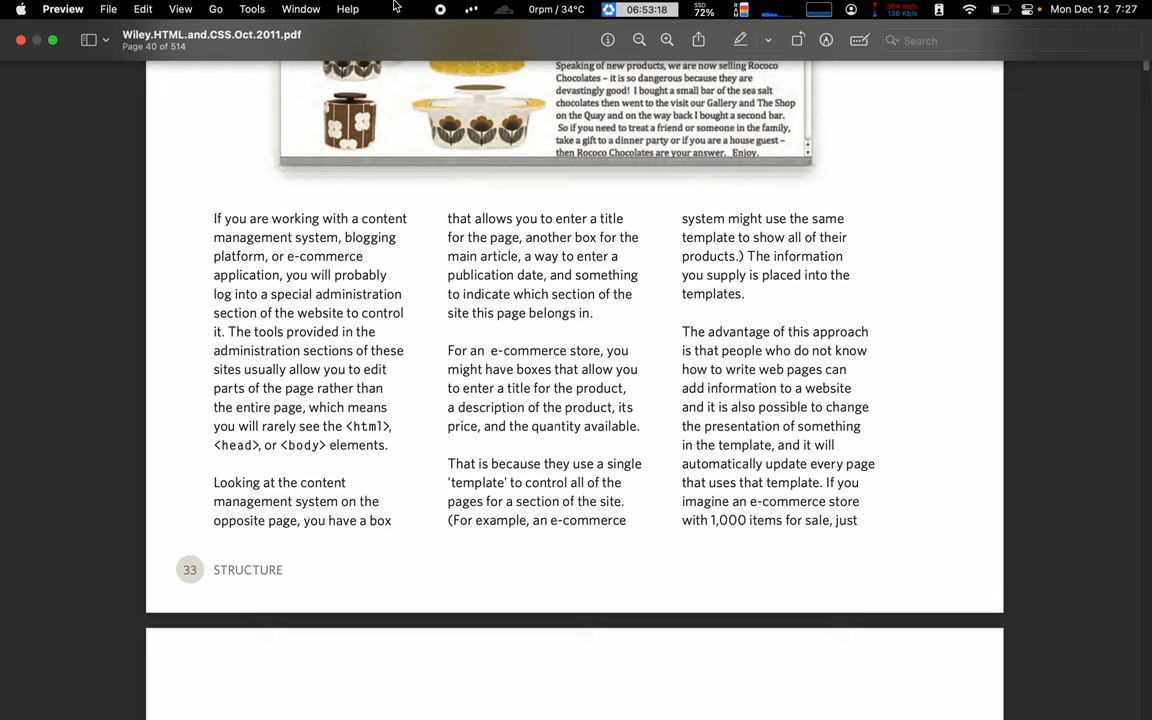 Preview File Edit View Go Tools Window Help 0rpm / 34°C 06:53:18 SSD 72% 384 Kb/s 136 Kb/s Mon Dec 12 7:27
Wiley.HTML.and.CSS.Oct.2011.pdf
Page 40 of 514
Search
Speaking of new products, we are now selling Rococo
Chocolates – it is so dangerous because they are
devastingly good! I bought a small bar of the sea salt
chocolates then went to the visit our Gallery and The Shop
on the Quay and on the way back I bought a second bar.
So if you need to treat a friend or someone in the family,
take a gift to a dinner party or if you are a house guest –
then Rococo Chocolates are your answer. Enjoy.
If you are working with a content
management system, blogging
platform, or e-commerce
application, you will probably
log into a special administration
section of the website to control
it. The tools provided in the
administration sections of these
sites usually allow you to edit
parts of the page rather than
the entire page, which means
you will rarely see the <html>,
<head>, or <body> elements.
Looking at the content
management system on the
opposite page, you have a box
that allows you to enter a title
for the page, another box for the
main article, a way to enter a
publication date, and something
to indicate which section of the
site this page belongs in.
For an e-commerce store, you
might have boxes that allow you
to enter a title for the product,
a description of the product, its
price, and the quantity available.
That is because they use a single
'template' to control all of the
pages for a section of the site.
(For example, an e-commerce
system might use the same
template to show all of their
products.) The information
you supply is placed into the
templates.
The advantage of this approach
is that people who do not know
how to write web pages can
add information to a website
and it is also possible to change
the presentation of something
in the template, and it will
automatically update every page
that uses that template. If you
imagine an e-commerce store
with 1,000 items for sale, just
33 STRUCTURE